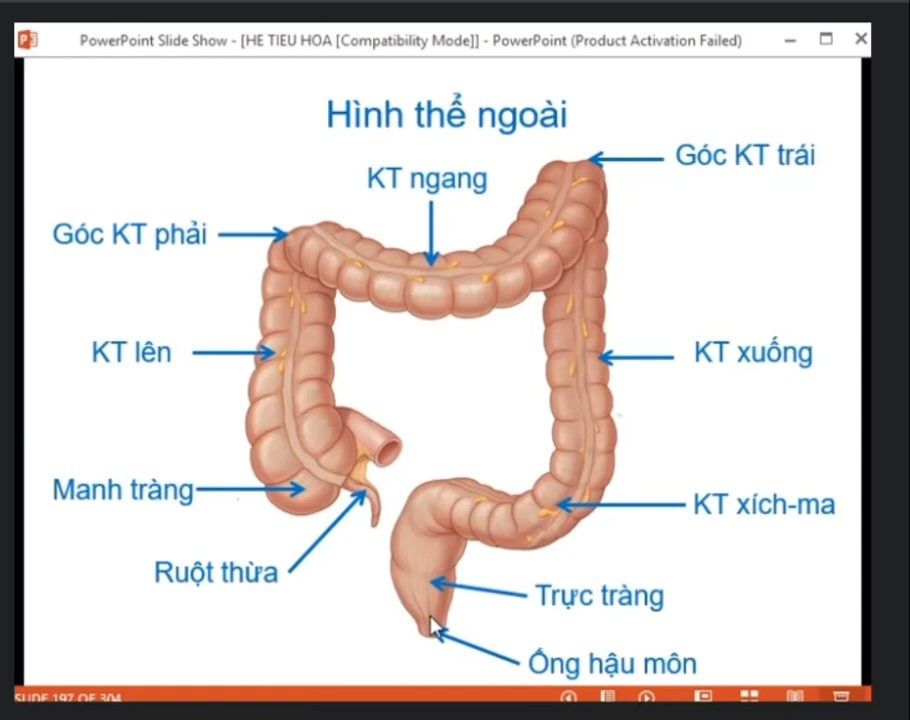 PowerPoint Slide Show - [HE TIEU HOA [Compatibility Mode]] - PowerPoint (Product Activation Failed)
Hình thể ngoài
Góc KT trái
KT ngang
Góc KT phải
KT lên
KT xuống
Manh tràng
KT xích-ma
Ruột thừa
Trực tràng
Ống hậu môn
SLIDE 197 OF 304